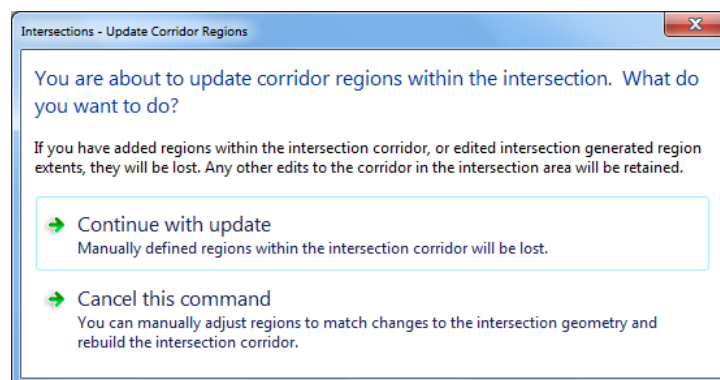 Intersections - Update Corridor Regions
You are about to update corridor regions within the intersection. What do
you want to do?
If you have added regions within the intersection corridor, or edited intersection generated region
extents, they will be lost. Any other edits to the corridor in the intersection area will be retained.
Continue with update
Manually defined regions within the intersection corridor will be lost.
Cancel this command
You can manually adjust regions to match changes to the intersection geometry and
rebuild the intersection corridor.